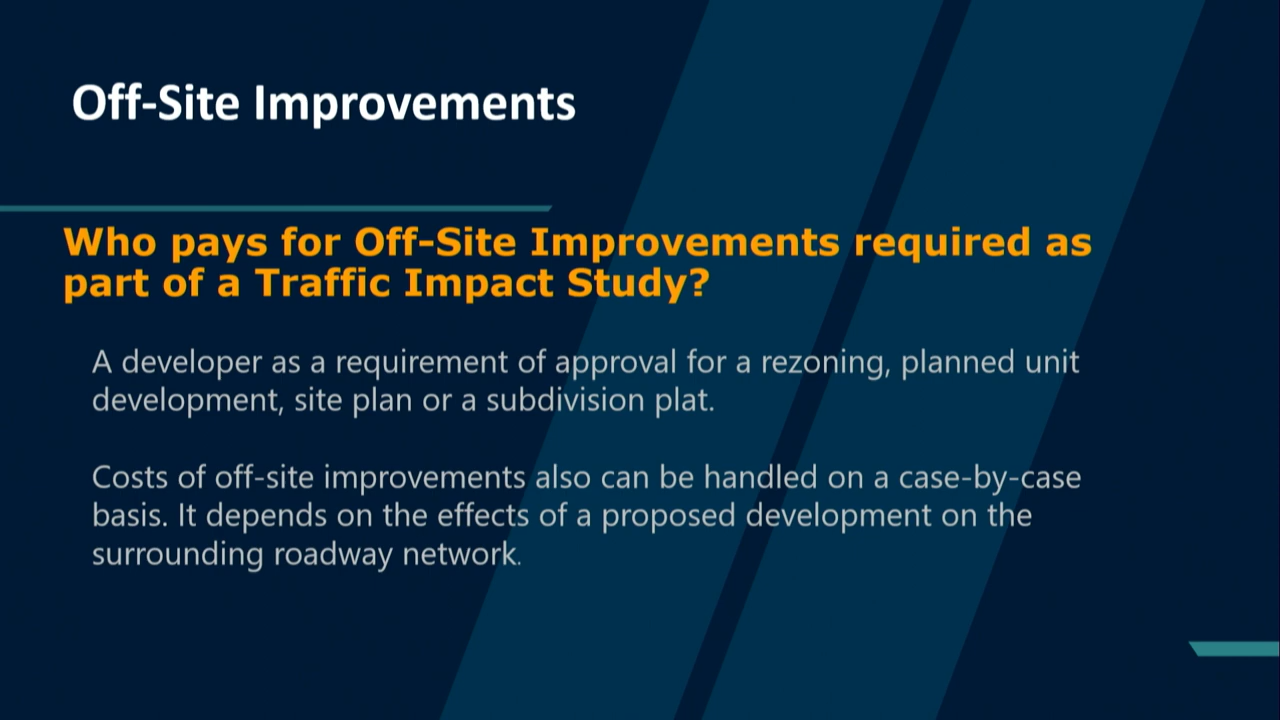 Off-Site Improvements
Who pays for Off-Site Improvements required as
part of a Traffic Impact Study?
A developer as a requirement of approval for a rezoning, planned unit
development, site plan or a subdivision plat.
Costs of off-site improvements also can be handled on a case-by-case
basis. It depends on the effects of a proposed development on the
surrounding roadway network.